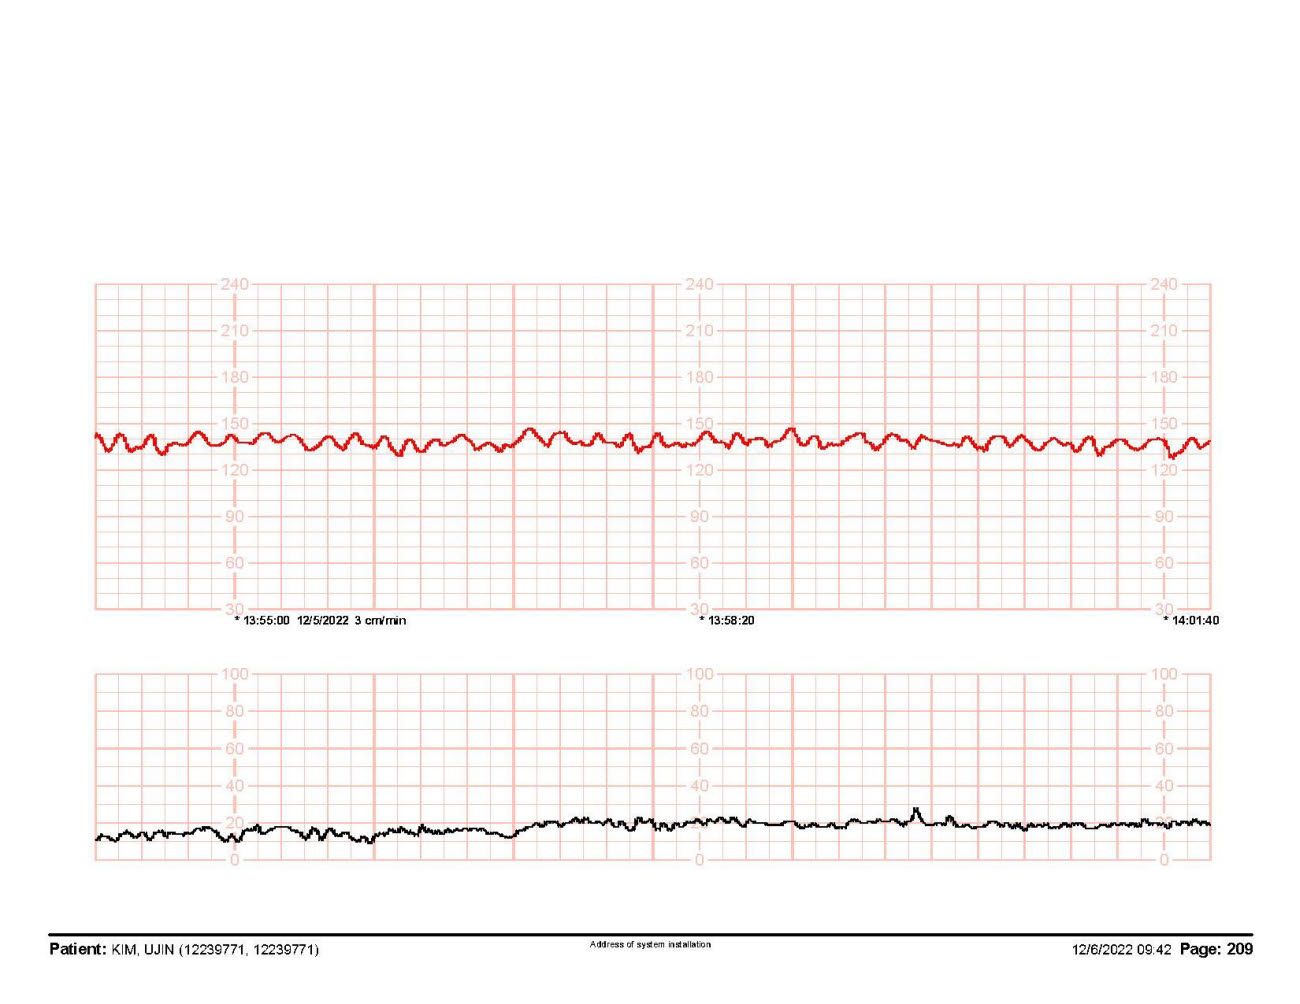 240 240 240
210 210 210
180 180 180
150 150 150
120 120 120
90 90 90
60 60 60
30 30 30
* 13:55:00 12/5/2022 3 cm/min * 13:58:20 * 14:01:40
100 100 100
80 80 80
60 60 60
40 40 40
20 20 20
0 0 0
Patient: KIM, UJIN (12239771, 12239771) Address of system installation 12/6/2022 09:42 Page: 209